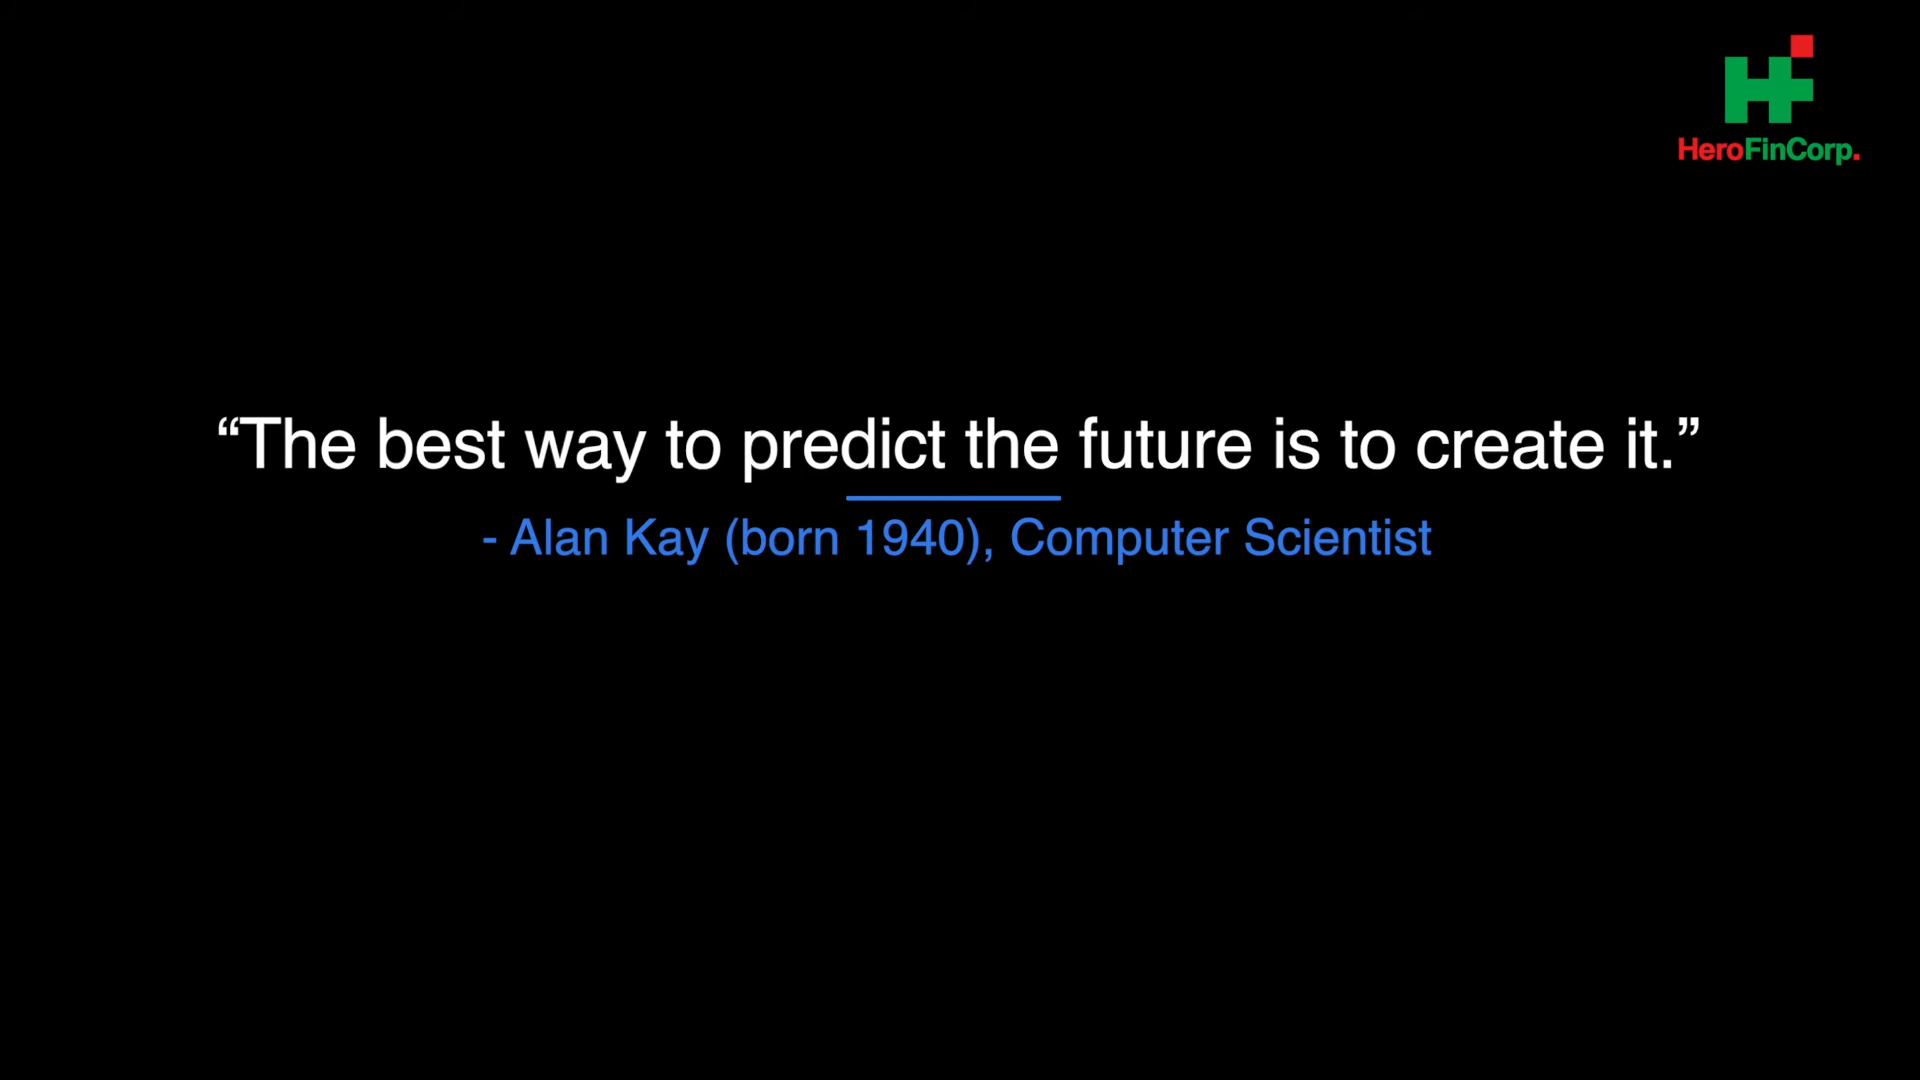 HeroFinCorp.
“The best way to predict the future is to create it.”
- Alan Kay (born 1940), Computer Scientist